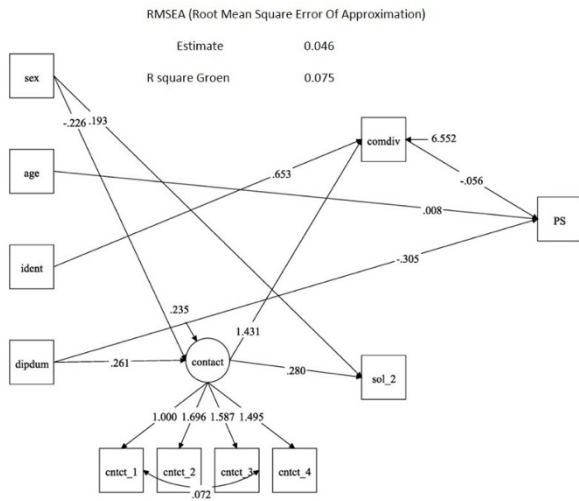 RMSEA (Root Mean Square Error Of Approximation)
Estimate 0.046
R square Groen 0.075
sex
-.226 .193
comdiv
6.552
age
.653
-.056
.008
PS
ident
-.305
.235
1.431
dipdum
.261
contact
.280
sol_2
1.000 1.696 1.587 1.495
cntct_1 cntct_2 cntct_3 cntct_4
.072